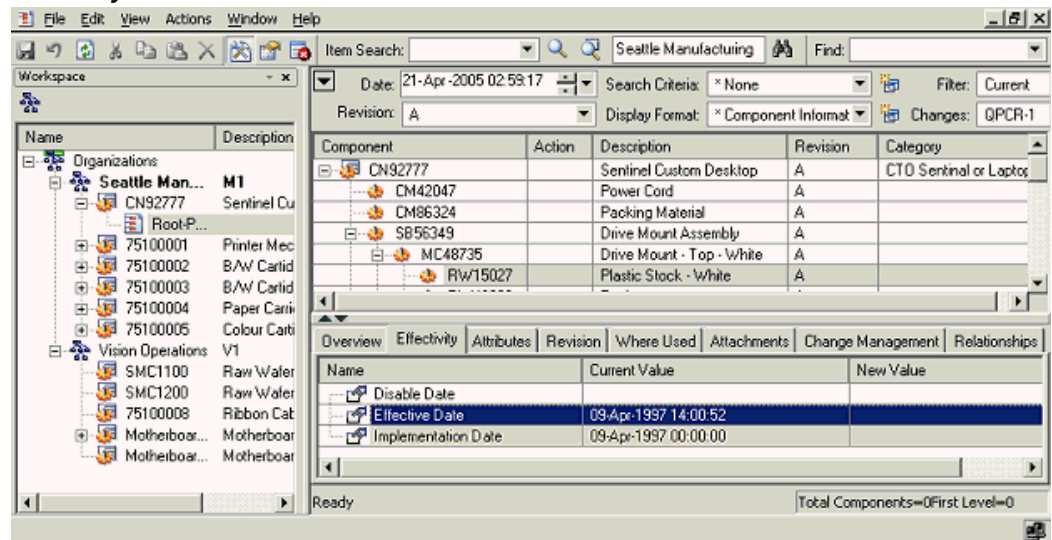 File Edit View Actions Window Help
Item Search: Seattle Manufacturing Find:
Workspace
Date: 21-Apr-2005 02:59:17 Search Criteria: * None Filter: Current
Revision: A Display Format: * Component Informat Changes: QPCR-1
Name Description
Organizations
Seattle Man... M1
CN92777 Sentinel Cu
Root-P...
75100001 Printer Mec
75100002 B/W Cartid
75100003 B/W Cartid
75100004 Paper Carri
75100005 Colour Carti
Vision Operations V1
SMC1100 Raw Wafer
SMC1200 Raw Wafer
75100008 Ribbon Cat
Motherboar... Motherboar
Motherboar... Motherboar
Component Action Description Revision Category
CN92777 Sentinel Custom Desktop A CTO Sentinal or Laptop
CM42047 Power Cord A
CM86324 Packing Material A
SB56349 Drive Mount Assembly A
MC48735 Drive Mount - Top - White A
RW15027 Plastic Stock - White A
Overview Effectivity Attributes Revision Where Used Attachments Change Management Relationships
Name Current Value New Value
Disable Date
Effective Date 09-Apr-1997 14:00:52
Implementation Date 09-Apr-1997 00:00:00
Ready Total Components=0First Level=0